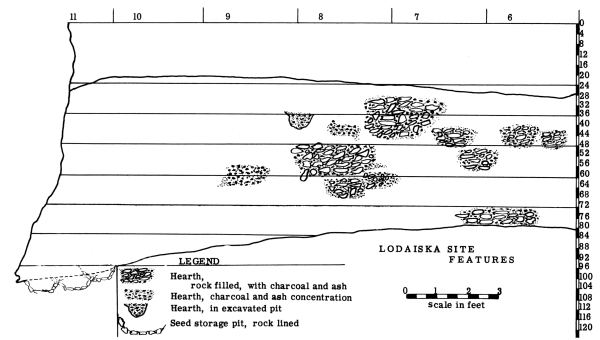 11 10 9 8 7 6
0
4
8
12
16
20
24
28
32
36
40
44
48
52
56
60
64
68
72
76
80
84
88
92
96
100
104
108
112
116
120
LODAISKA SITE
FEATURES
LEGEND
Hearth,
rock filled, with charcoal and ash
Hearth, charcoal and ash concentration
Hearth, in excavated pit
Seed storage pit, rock lined
0 1 2 3
scale in feet